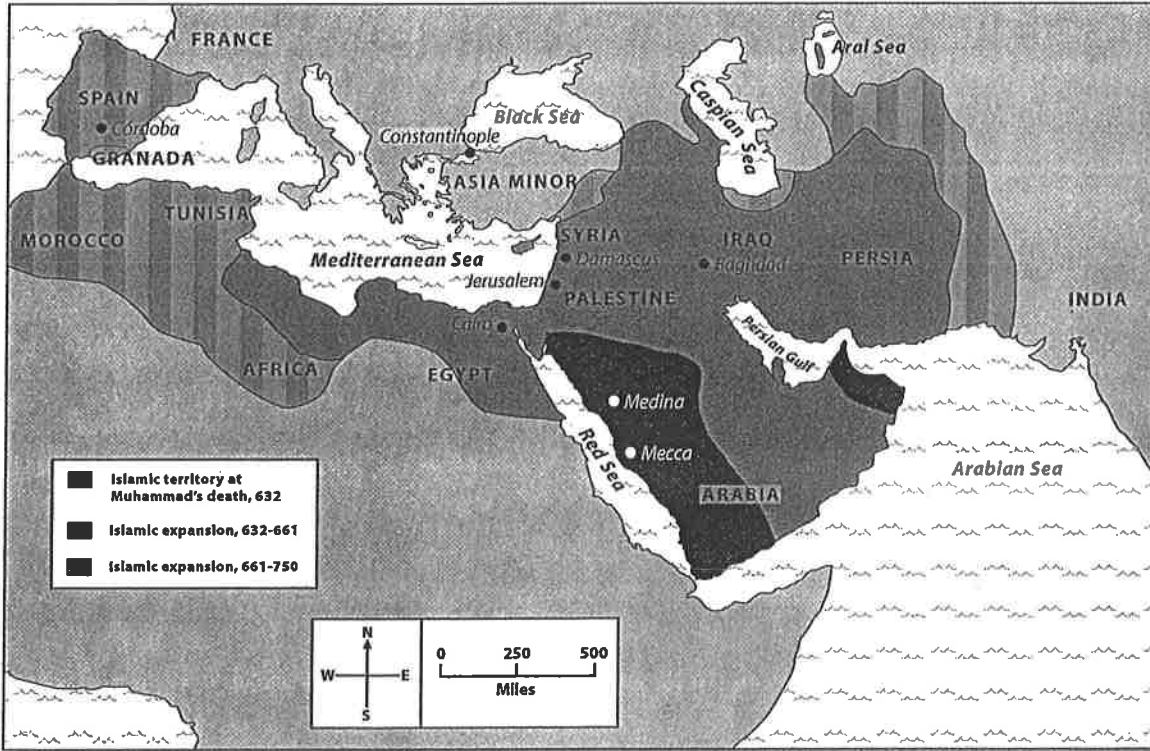 FRANCE
Aral Sea
SPAIN
Córdoba
GRANADA
Black Sea
Caspian Sea
Constantinople
ASIA MINOR
TUNISIA
MOROCCO
SYRIA
IRAQ
Mediterranean Sea
Damascus
Baghdad
PERSIA
Jerusalem
PALESTINE
INDIA
Cairo
Persian Gulf
AFRICA
EGYPT
Medina
Red Sea
Mecca
Arabian Sea
ARABIA
Islamic territory at
Muhammad's death, 632
Islamic expansion, 632-661
Islamic expansion, 661-750
N
W
E
S
0 250 500
Miles